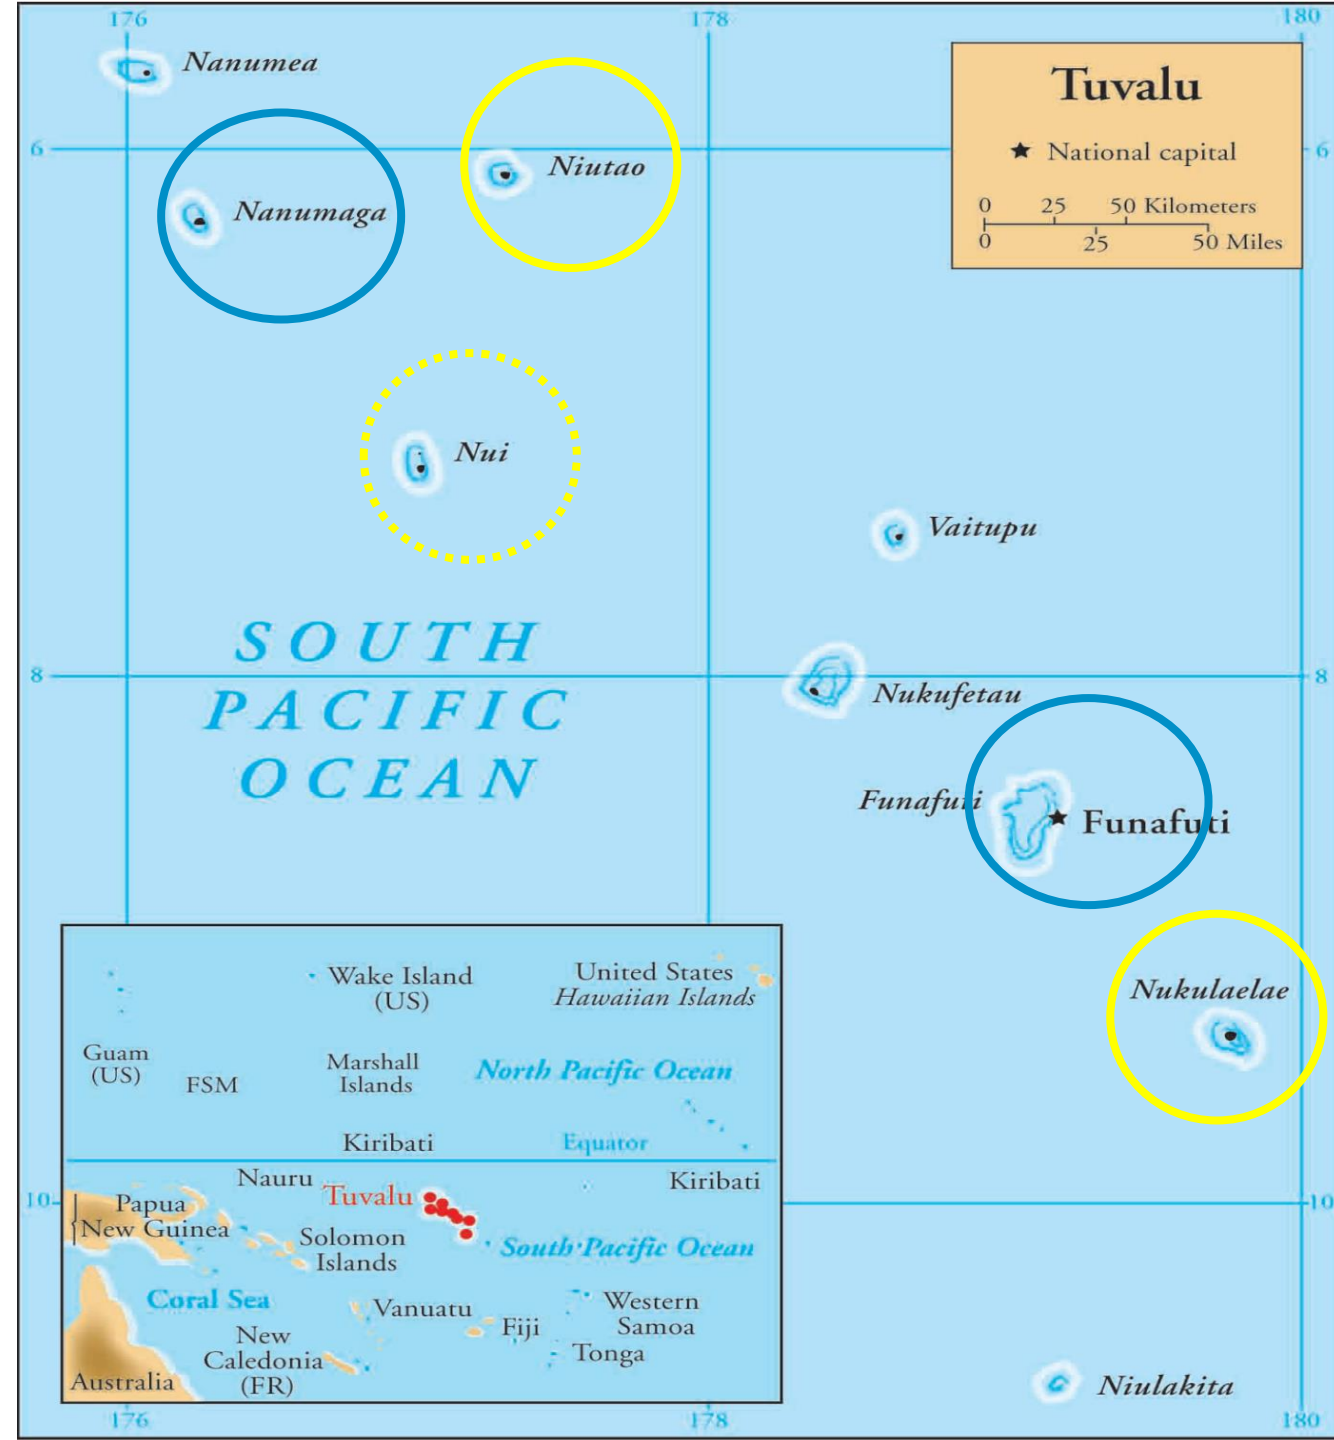 176
178
180
Nanumea
Tuvalu
National capital
0 25 50 Kilometers
0 25 50 Miles
6
6
Niutao
Nanumaga
Nui
Vaitupu
SOUTH
PACIFIC
OCEAN
8
8
Nukufetau
Funafuti
Funafuti
Nukulaelae
Wake Island
(US)
United States
Hawaiian Islands
Guam
(US)
FSM
Marshall
Islands
North Pacific Ocean
Kiribati
Equator
Nauru
Tuvalu
Kiribati
10
10
Papua
New Guinea
Solomon
Islands
South Pacific Ocean
Coral Sea
Vanuatu
Fiji
Western
Samoa
Tonga
New
Caledonia
(FR)
Australia
Niulakita
176
178
180